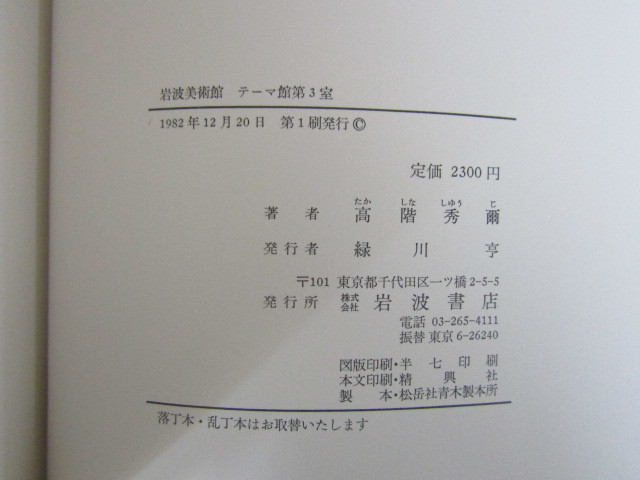 岩波美術館 テーマ館第3室
1982年12月20日 第1刷発行©
定価 2300円
たか しな しゆう じ
著者 高階秀爾
発行者 緑川亨
〒101 東京都千代田区一ツ橋2-5-5
発行所 株式会社 岩波書店
電話 03-265-4111
振替 東京6-26240
図版印刷・半七印刷
本文印刷・精興社
製本・松岳社青木製本所
落丁本・乱丁本はお取替いたします